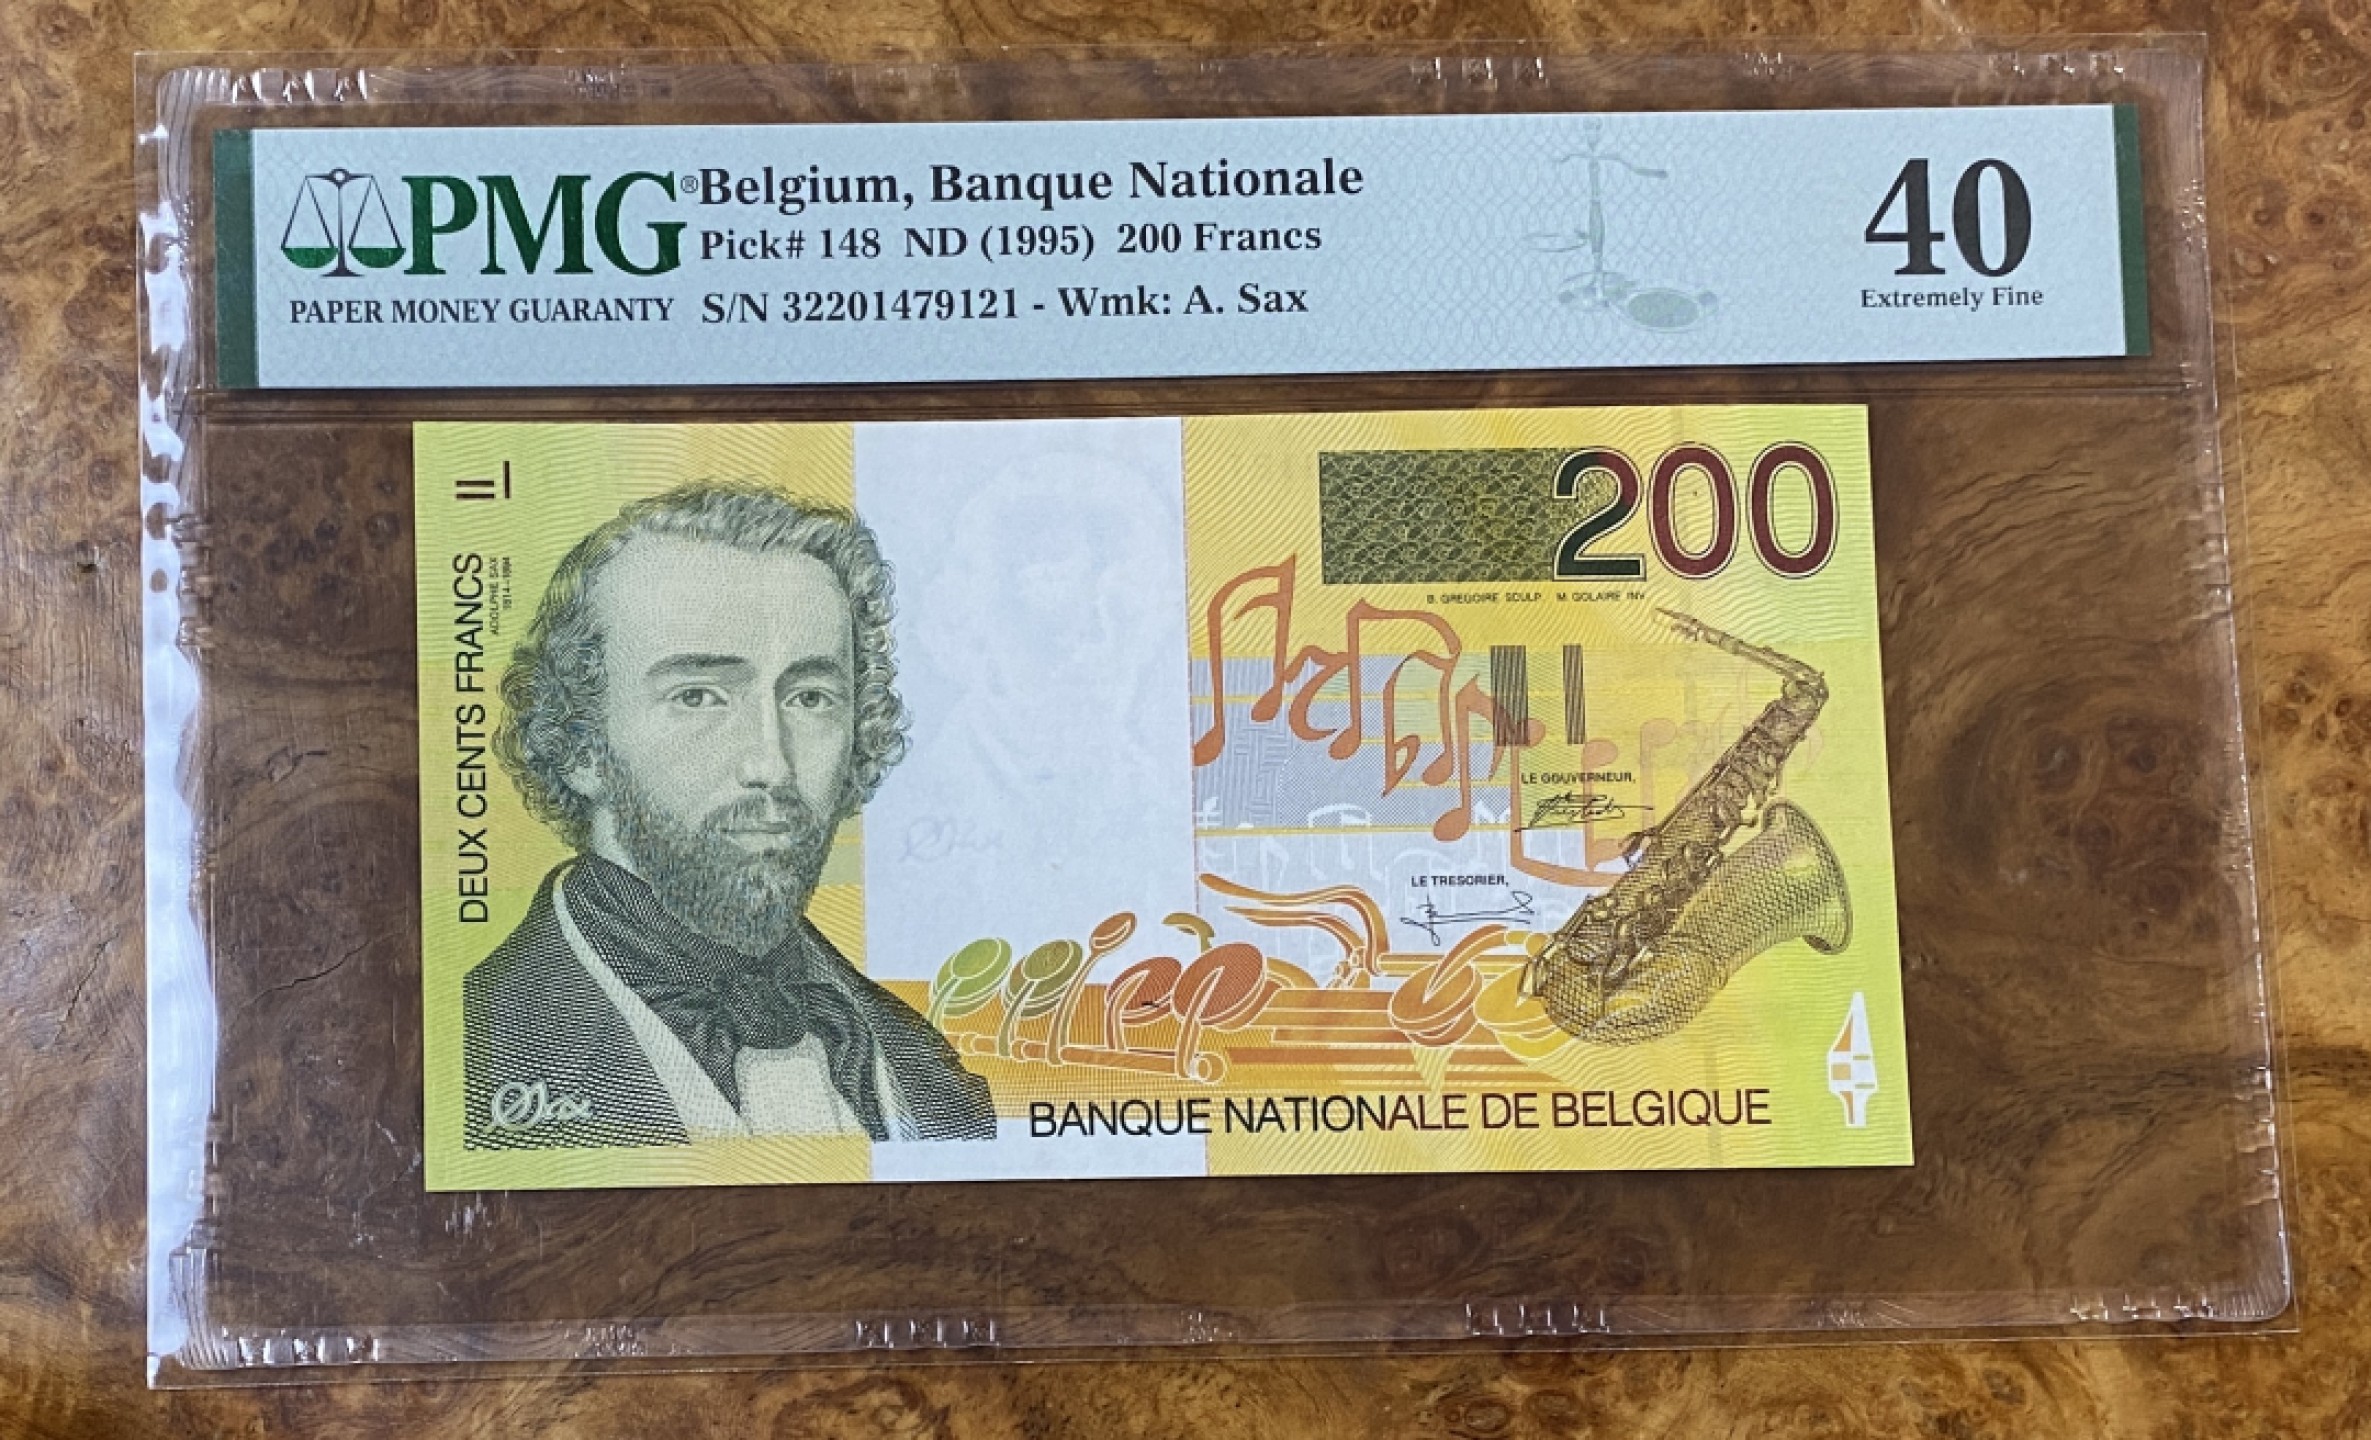 PMG®
PAPER MONEY GUARANTY
Belgium, Banque Nationale
Pick# 148 ND (1995) 200 Francs
S/N 32201479121 - Wmk: A. Sax
40
Extremely Fine
DEUX CENTS FRANCS
ADOLPHE SAX
1814-1894
200
B. GREGOIRE SCULP. M. GOLAIRE INV.
LE GOUVERNEUR,
LE TRESORIER,
BANQUE NATIONALE DE BELGIQUE